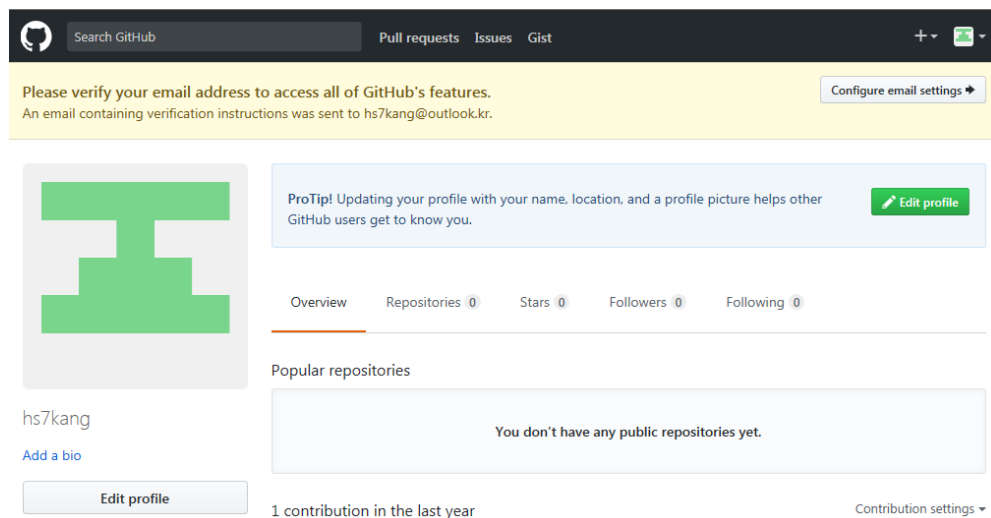 Search GitHub Pull requests Issues Gist
Please verify your email address to access all of GitHub's features.
Configure email settings
An email containing verification instructions was sent to hs7kang@outlook.kr.
ProTip! Updating your profile with your name, location, and a profile picture helps other
GitHub users get to know you.
Edit profile
Overview Repositories 0 Stars 0 Followers 0 Following 0
Popular repositories
You don't have any public repositories yet.
hs7kang
Add a bio
Edit profile
1 contribution in the last year
Contribution settings